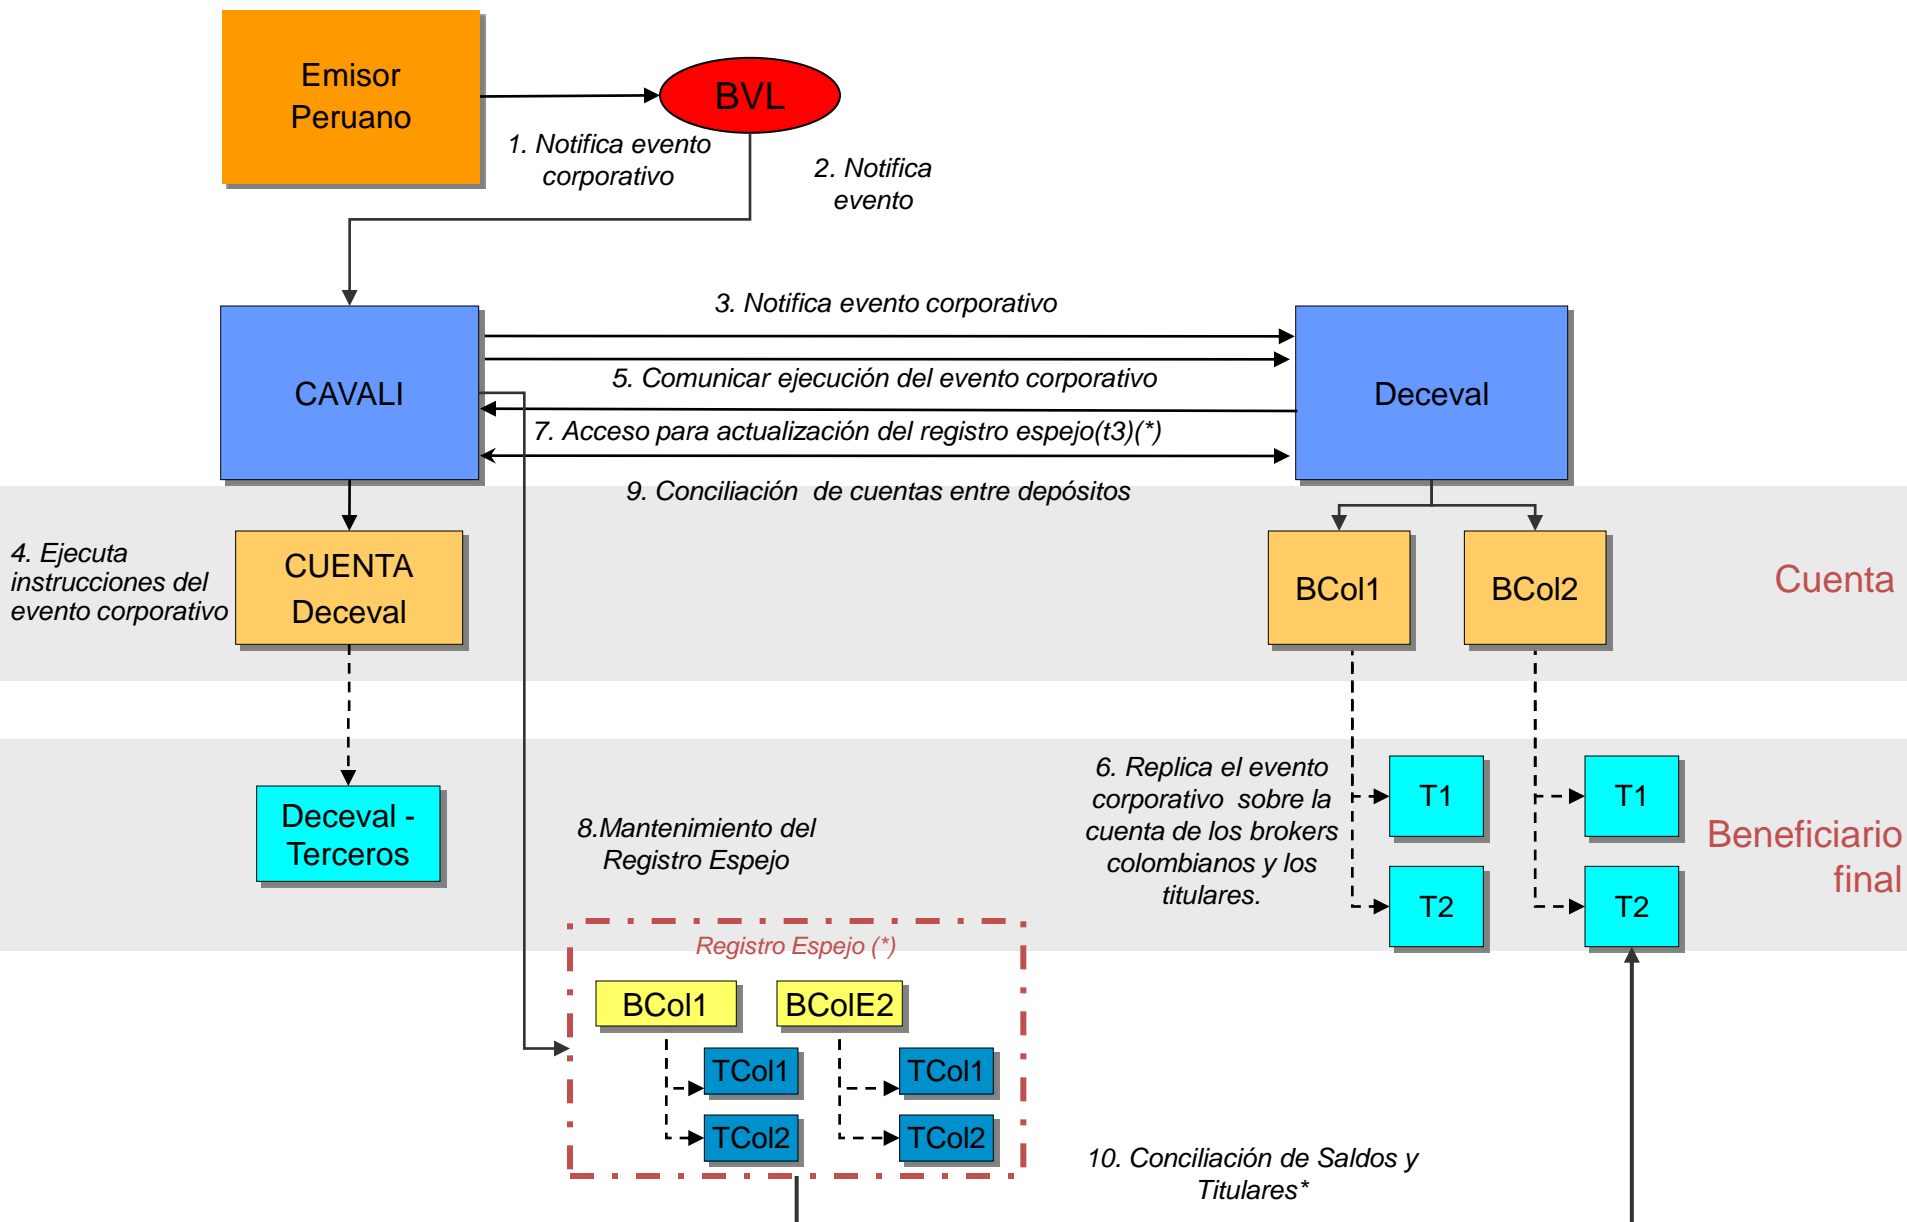 Emisor
Peruano
BVL
1. Notifica evento
corporativo
2. Notifica
evento
3. Notifica evento corporativo
CAVALI
5. Comunicar ejecución del evento corporativo
Deceval
7. Acceso para actualización del registro espejo(t3)(*)
9. Conciliación  de cuentas entre depósitos
4. Ejecuta
instrucciones del
evento corporativo
CUENTA
Deceval
BCol1
BCol2
Cuenta
6. Replica el evento
corporativo  sobre la
cuenta de los brokers
colombianos y los
titulares.
T1
T1
Deceval -
Terceros
8.Mantenimiento del
Registro Espejo
Beneficiario
final
T2
T2
Registro Espejo (*)
BCol1
BColE2
TCol1
TCol1
TCol2
TCol2
10. Conciliación de Saldos y
Titulares*